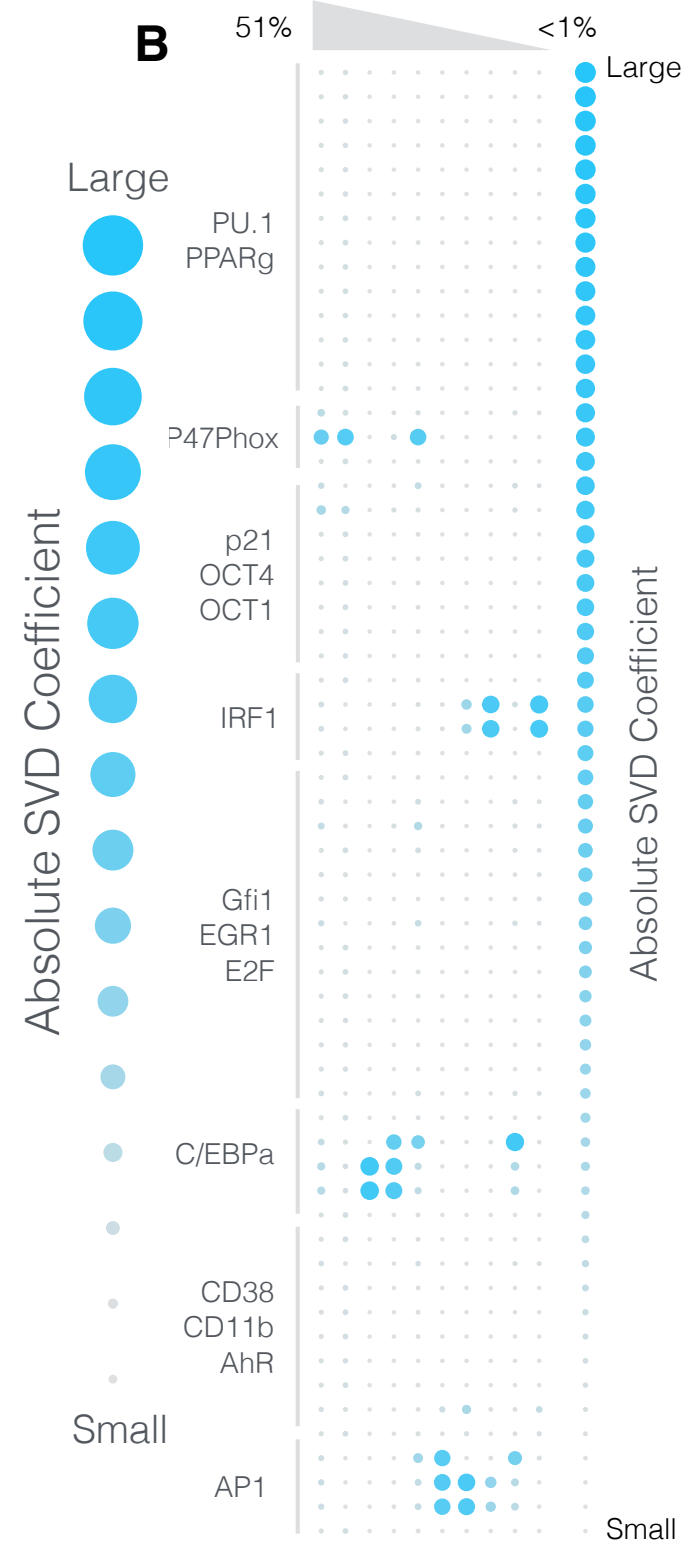 B
51%
<1%
Large
Large
PU.1
PPARg
P47Phox
p21
OCT4
OCT1
IRF1
Gfi1
EGR1
E2F
C/EBPa
CD38
CD11b
AhR
AP1
Absolute SVD Coefficient
Absolute SVD Coefficient
Small
Small